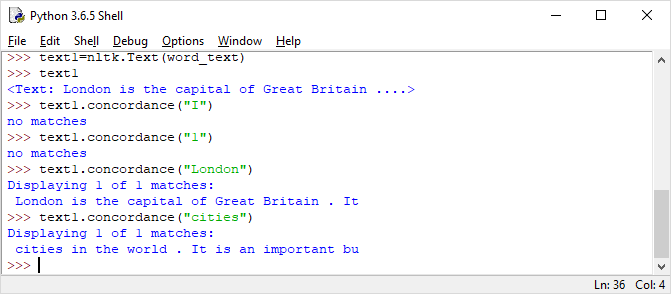 Python 3.6.5 Shell
File Edit Shell Debug Options Window Help
>>> text1=nltk.Text(word_text)
>>> text1
<Text: London is the capital of Great Britain ....>
>>> text1.concordance("I")
no matches
>>> text1.concordance("1")
no matches
>>> text1.concordance("London")
Displaying 1 of 1 matches:
London is the capital of Great Britain . It
>>> text1.concordance("cities")
Displaying 1 of 1 matches:
cities in the world . It is an important bu
>>>
Ln: 36 Col: 4